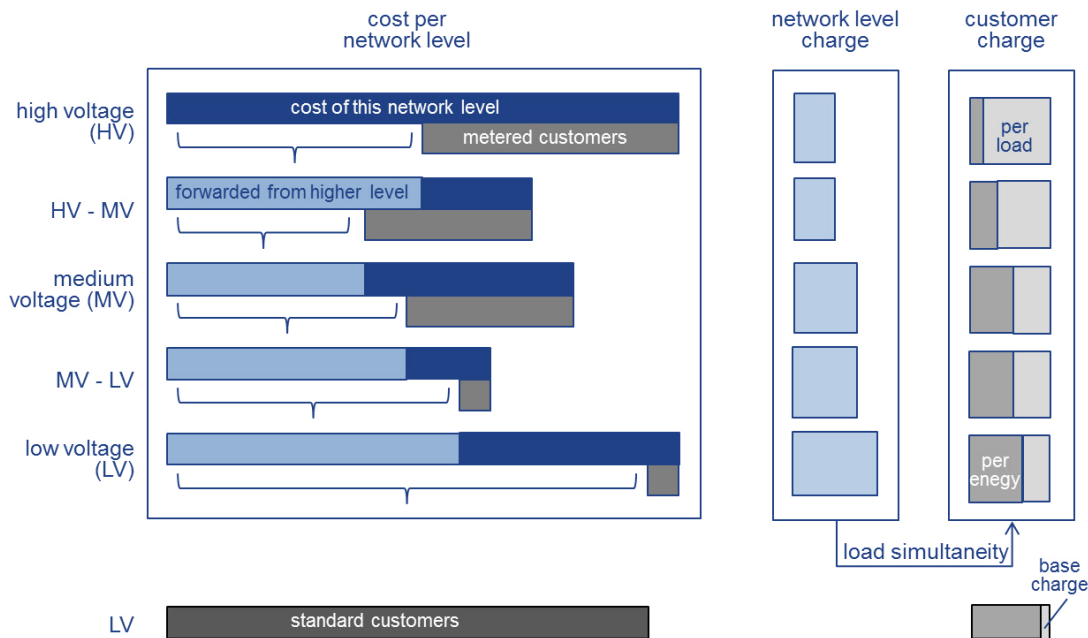 cost per
network level
network level
charge
customer
charge
high voltage
(HV)
cost of this network level
metered customers
per
load
HV - MV
forwarded from higher level
medium
voltage (MV)
MV - LV
low voltage
(LV)
per
enegy
load simultaneity
base
charge
LV
standard customers